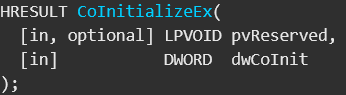 HRESULT CoInitializeEx(
  [in, optional] LPVOID pvReserved,
  [in]           DWORD  dwCoInit
);